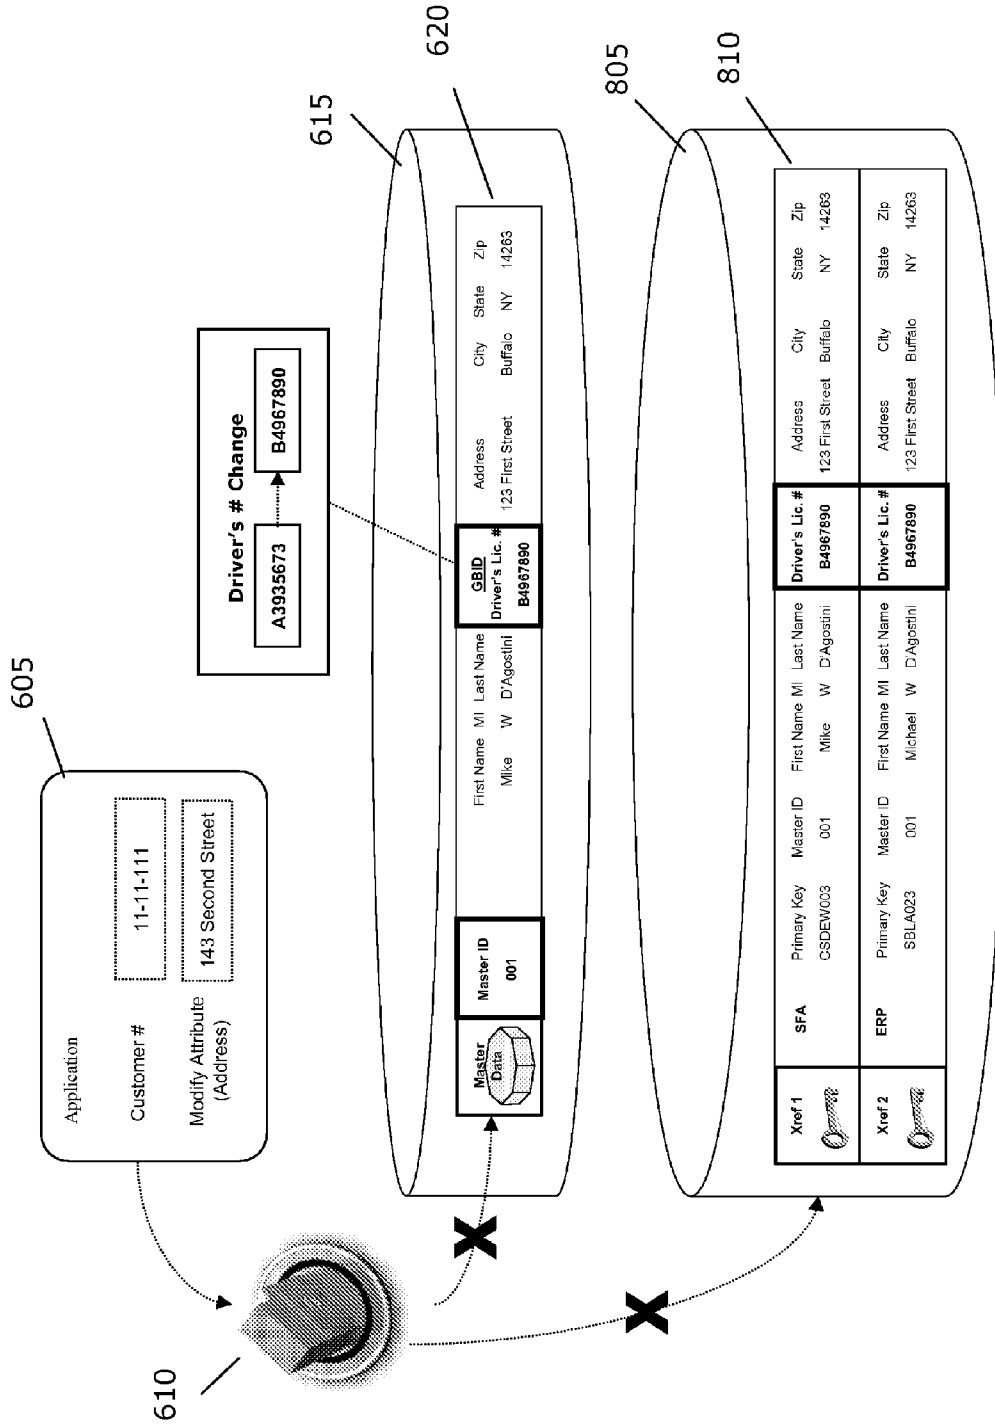 605
Application
Customer # 11-11-111
Modify Attribute 143 Second Street
(Address)
610
Driver's # Change
A3935673 B4967890
615
620
Master Data
Master ID First Name MI Last Name GBID Driver's Lic. # Address City State Zip
001 Mike W D'Agostini B4967890 123 First Street Buffalo NY 14263
X
X
805
810
Xref 1 SFA Primary Key Master ID First Name MI Last Name Driver's Lic. # Address City State Zip
CSDEW003 001 Mike W D'Agostini B4967890 123 First Street Buffalo NY 14263
Xref 2 ERP Primary Key Master ID First Name MI Last Name Driver's Lic. # Address City State Zip
SBLA023 001 Michael W D'Agostini B4967890 123 First Street Buffalo NY 14263